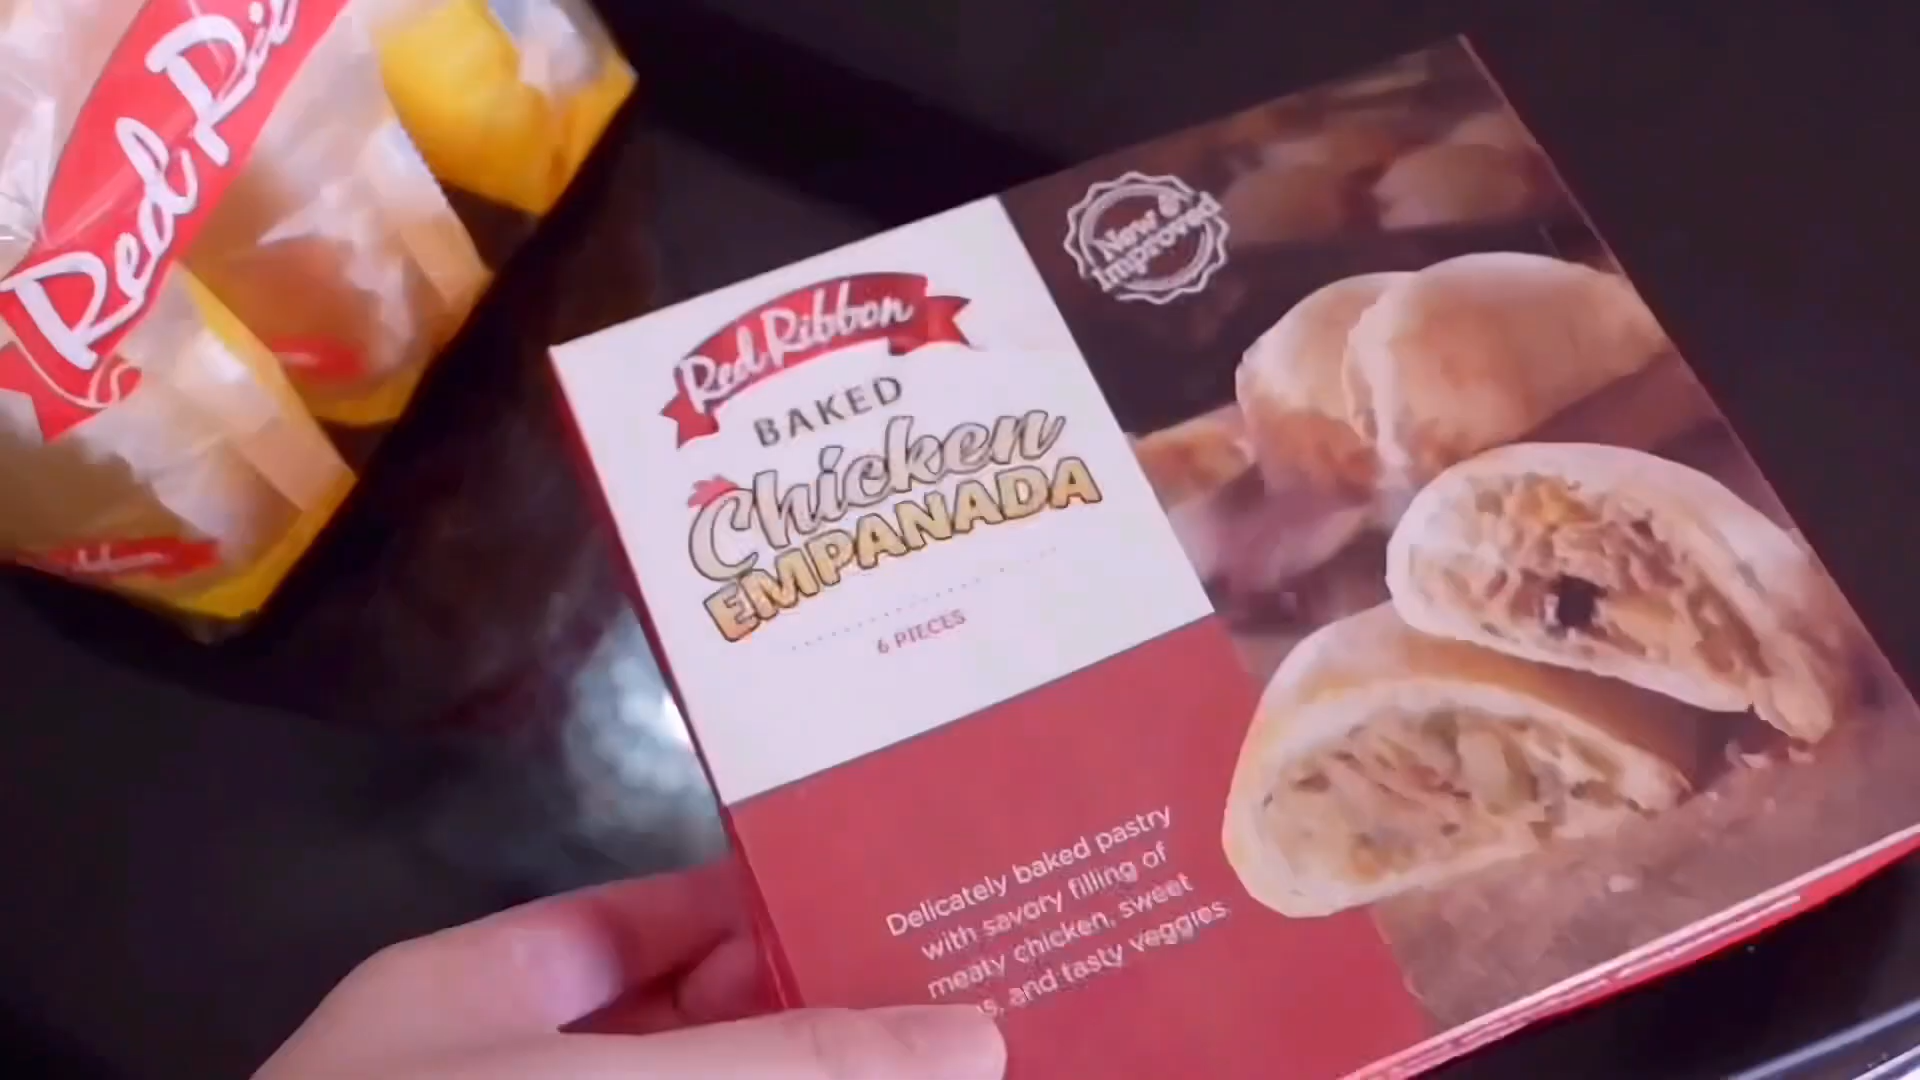 Red Ri
Red Ribbon
BAKED
Chicken
EMPANADA
6 PIECES
New &
Improved
Delicately baked pastry
with savory filling of
meaty chicken, sweet
and tasty veggies